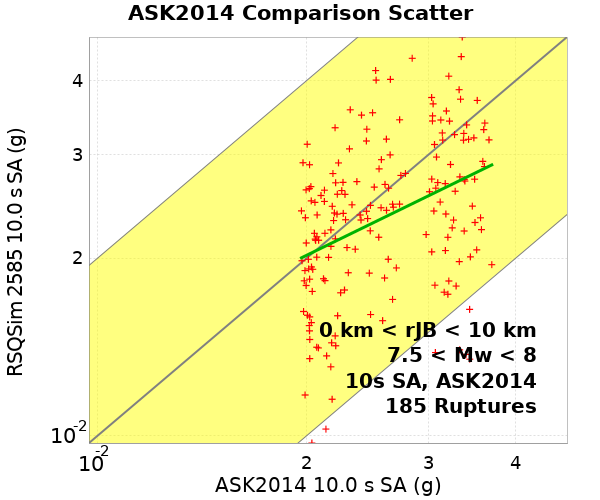 ASK2014 Comparison Scatter
RSQSim 2585 10.0 s SA (g)
4
3
2
10-2
0 km < rJB < 10 km
7.5 < Mw < 8
10s SA, ASK2014
185 Ruptures
10-2
2
3
4
ASK2014 10.0 s SA (g)